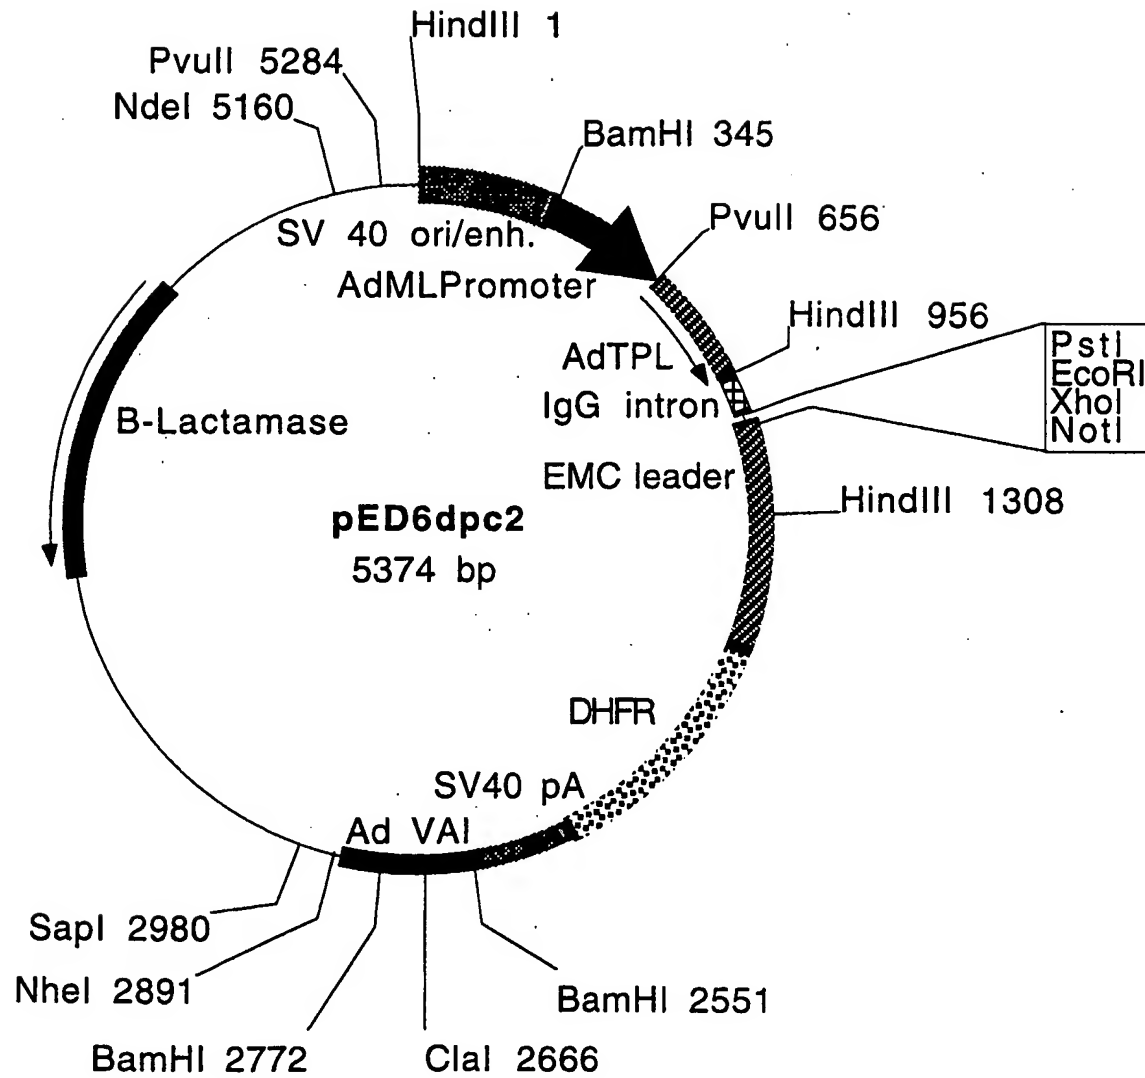 HindIII 1
PvuII 5284
NdeI 5160
BamHI 345
PvuII 656
SV 40 ori/enh.
AdMLPromoter
HindIII 956
AdTPL
IgG intron
PstI
EcoRI
XhoI
NotI
B-Lactamase
EMC leader
HindIII 1308
pED6dpc2
5374 bp
DHFR
SV40 pA
Ad VAI
SapI 2980
NheI 2891
BamHI 2551
BamHI 2772
ClaI 2666